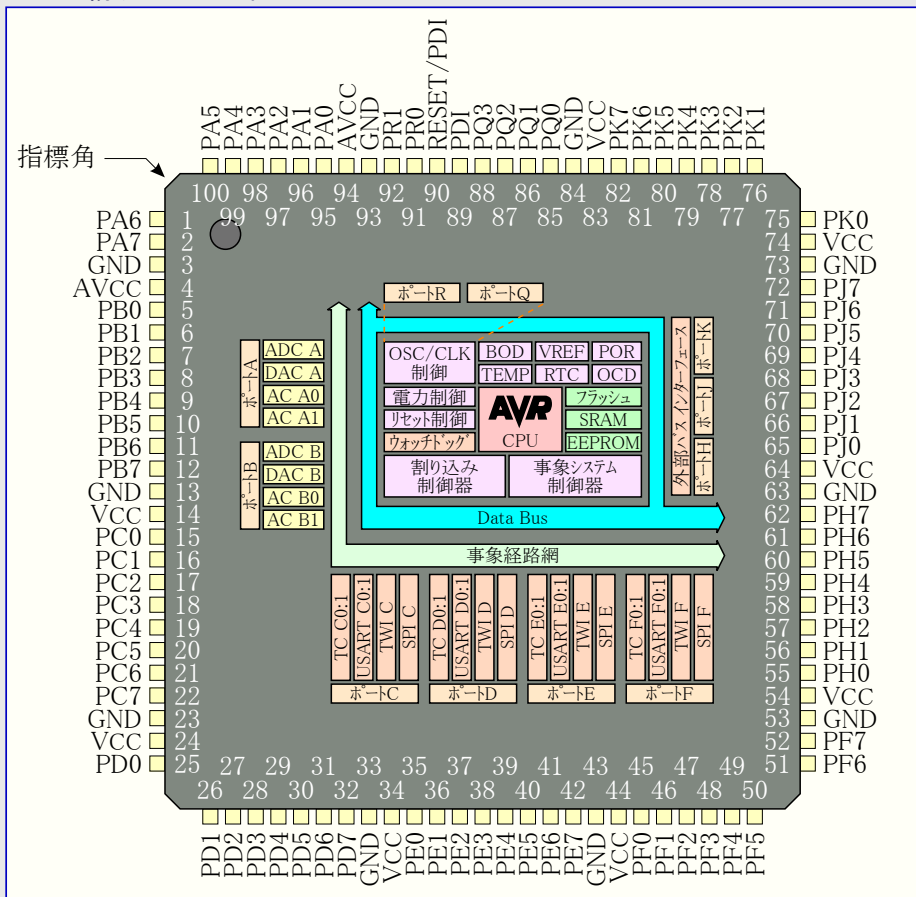 PA5 PA4 PA3 PA2 PA1 PA0 AVCC GND PR1 PR0 RESET/PDI PDI PQ3 PQ2 PQ1 PQ0 GND VCC PK7 PK6 PK5 PK4 PK3 PK2 PK1
指標角
100 99 98 97 96 95 94 93 92 91 90 89 88 87 86 85 84 83 82 81 80 79 78 77 76
PA6 1
PA7 2
GND 3
AVCC 4
PB0 5
PB1 6
PB2 7
PB3 8
PB4 9
PB5 10
PB6 11
PB7 12
GND 13
VCC 14
PC0 15
PC1 16
PC2 17
PC3 18
PC4 19
PC5 20
PC6 21
PC7 22
GND 23
VCC 24
PD0 25
ポートR ポートQ
OSC/CLK
制御
BOD VREF POR
TEMP RTC OCD
電力制御
リセット制御
ウォッチドッグ
AVR
CPU
フラッシュ
SRAM
EEPROM
割り込み
制御器
事象システム
制御器
Data Bus
事象経路網
ポートA
ADC A
DAC A
AC A0
AC A1
ポートB
ADC B
DAC B
AC B0
AC B1
外部バスインターフェース
ポートK
ポートJ
ポートH
TC C0:1 USART C0:1 TWI C SPI C
TC D0:1 USART D0:1 TWI D SPI D
TC E0:1 USART E0:1 TWI E SPI E
TC F0:1 USART F0:1 TWI F SPI F
ポートC ポートD ポートE ポートF
75 PK0
74 VCC
73 GND
72 PJ7
71 PJ6
70 PJ5
69 PJ4
68 PJ3
67 PJ2
66 PJ1
65 PJ0
64 VCC
63 GND
62 PH7
61 PH6
60 PH5
59 PH4
58 PH3
57 PH2
56 PH1
55 PH0
54 VCC
53 GND
52 PF7
51 PF6
26 27 28 29 30 31 32 33 34 35 36 37 38 39 40 41 42 43 44 45 46 47 48 49 50
PD1 PD2 PD3 PD4 PD5 PD6 PD7 GND VCC PE0 PE1 PE2 PE3 PE4 PE5 PE6 PE7 GND VCC PF0 PF1 PF2 PF3 PF4 PF5